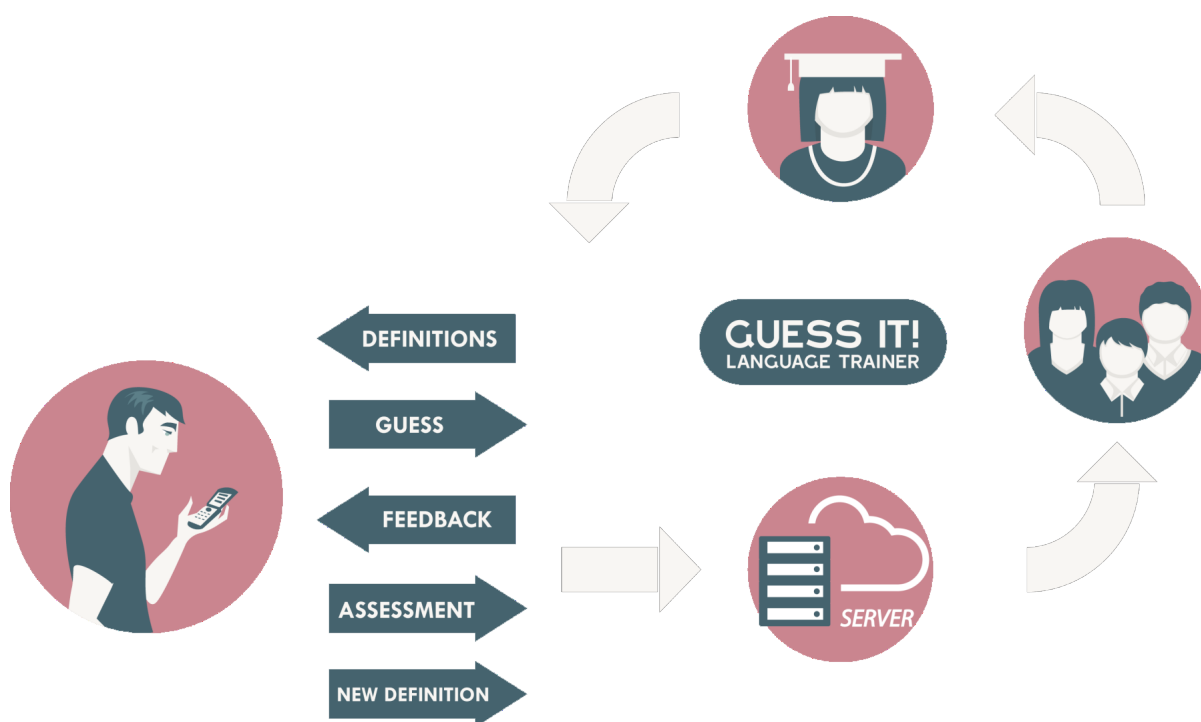 DEFINITIONS
GUESS IT!
LANGUAGE TRAINER
GUESS
FEEDBACK
ASSESSMENT
SERVER
NEW DEFINITION